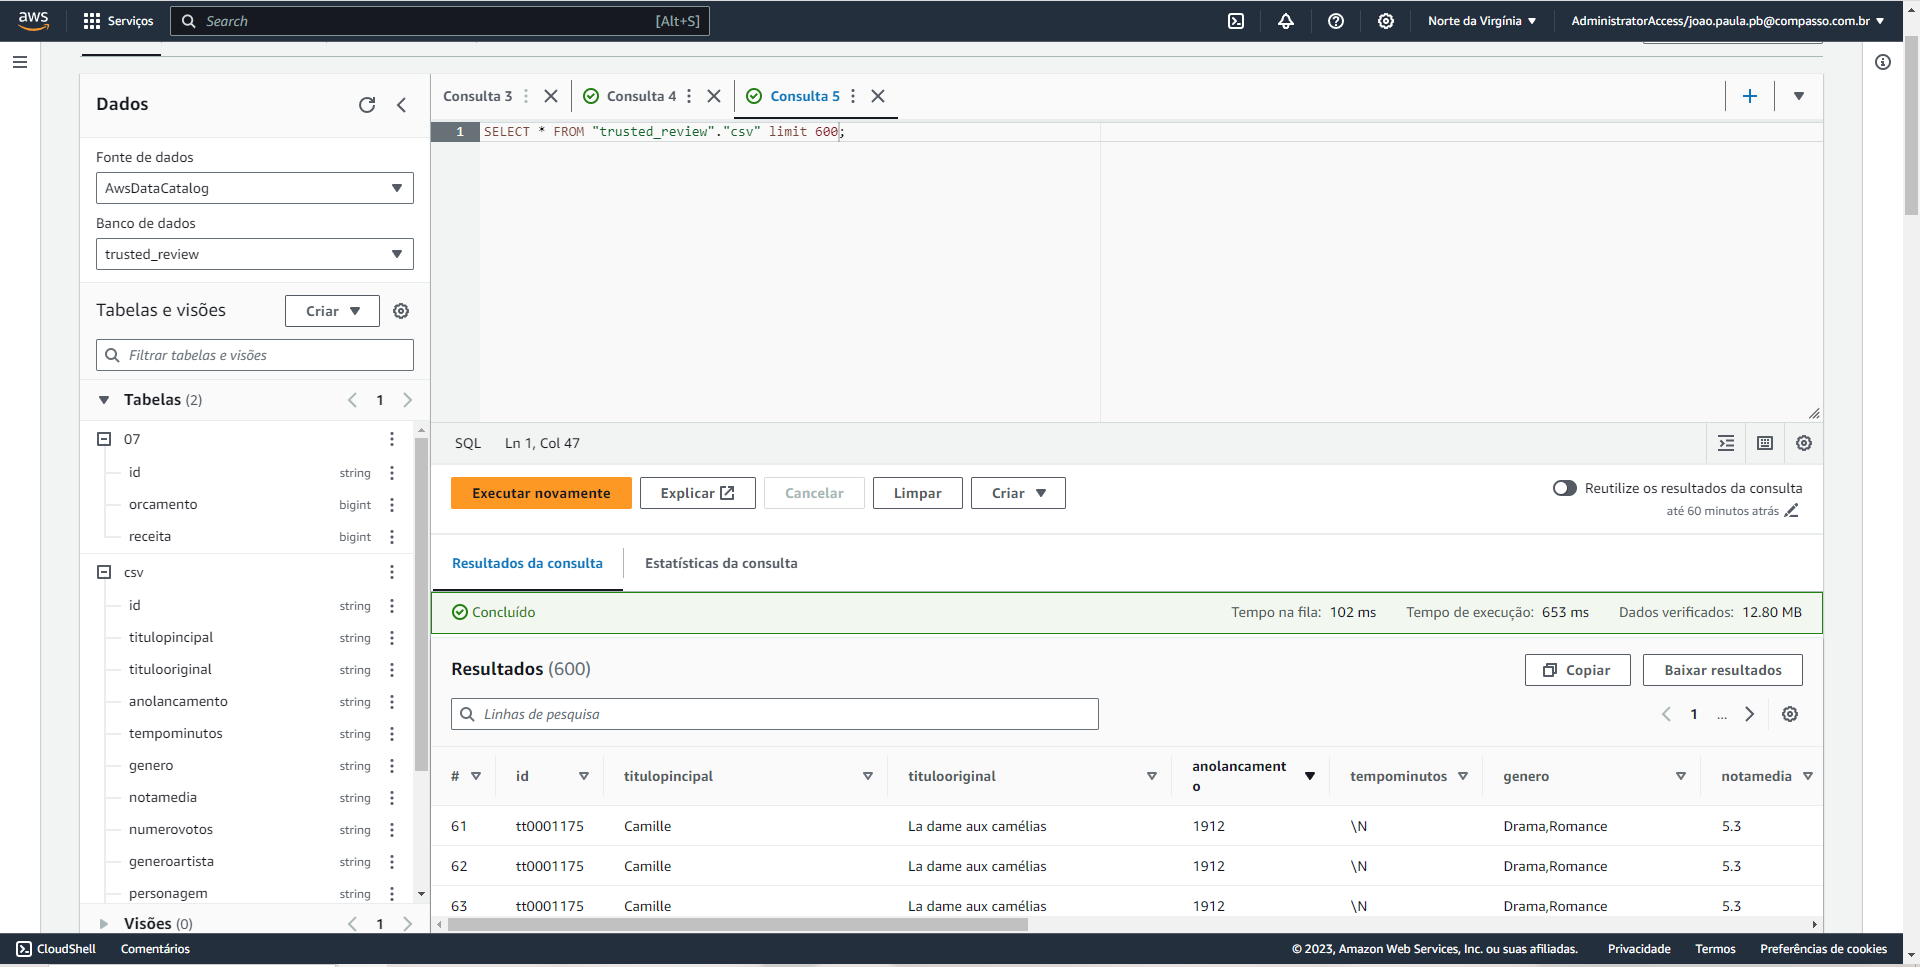 aws Serviços Search [Alt+S] Norte da Virgínia AdministratorAccess/joao.paula.pb@compasso.com.br
Dados
Fonte de dados
AwsDataCatalog
Banco de dados
trusted_review
Tabelas e visões Criar
Filtrar tabelas e visões
Tabelas (2) 1
07
id string
orcamento bigint
receita bigint
csv
id string
titulopincipal string
titulooriginal string
anolancamento string
tempominutos string
genero string
notamedia string
numerovotos string
generoartista string
personagem string
Visões (0) 1
Consulta 3 Consulta 4 Consulta 5
1 SELECT * FROM "trusted_review"."csv" limit 600;
SQL Ln 1, Col 47
Executar novamente Explicar Cancelar Limpar Criar
Reutilize os resultados da consulta
até 60 minutos atrás
Resultados da consulta Estatísticas da consulta
Concluído Tempo na fila: 102 ms Tempo de execução: 653 ms Dados verificados: 12.80 MB
Resultados (600) Copiar Baixar resultados
Linhas de pesquisa 1 ...
# id titulopincipal titulooriginal anolancament
o tempominutos genero notamedia
61 tt0001175 Camille La dame aux camélias 1912 \N Drama,Romance 5.3
62 tt0001175 Camille La dame aux camélias 1912 \N Drama,Romance 5.3
63 tt0001175 Camille La dame aux camélias 1912 \N Drama,Romance 5.3
CloudShell Comentários © 2023, Amazon Web Services, Inc. ou suas afiliadas. Privacidade Termos Preferências de cookies